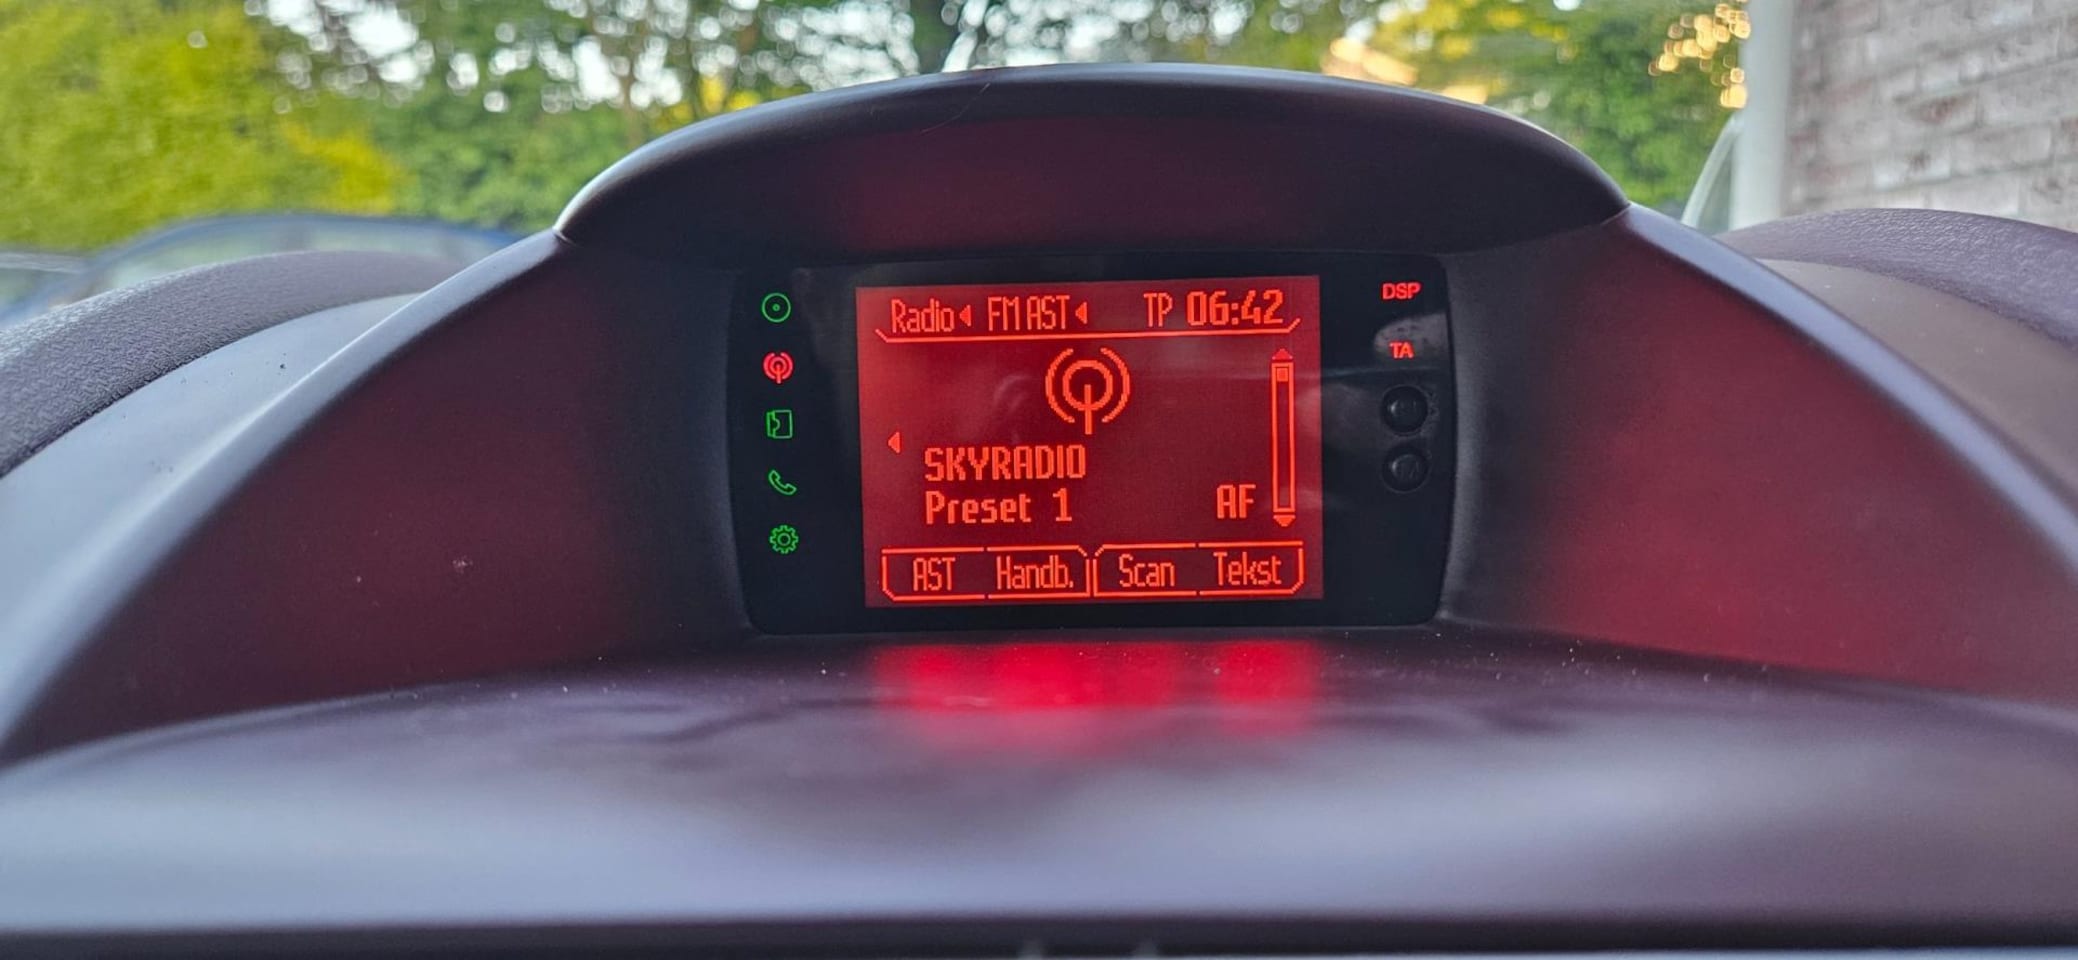 Radio FM AST TP 06:42
DSP
TA
SKYRADIO
Preset 1 AF
AST Handb. Scan Tekst